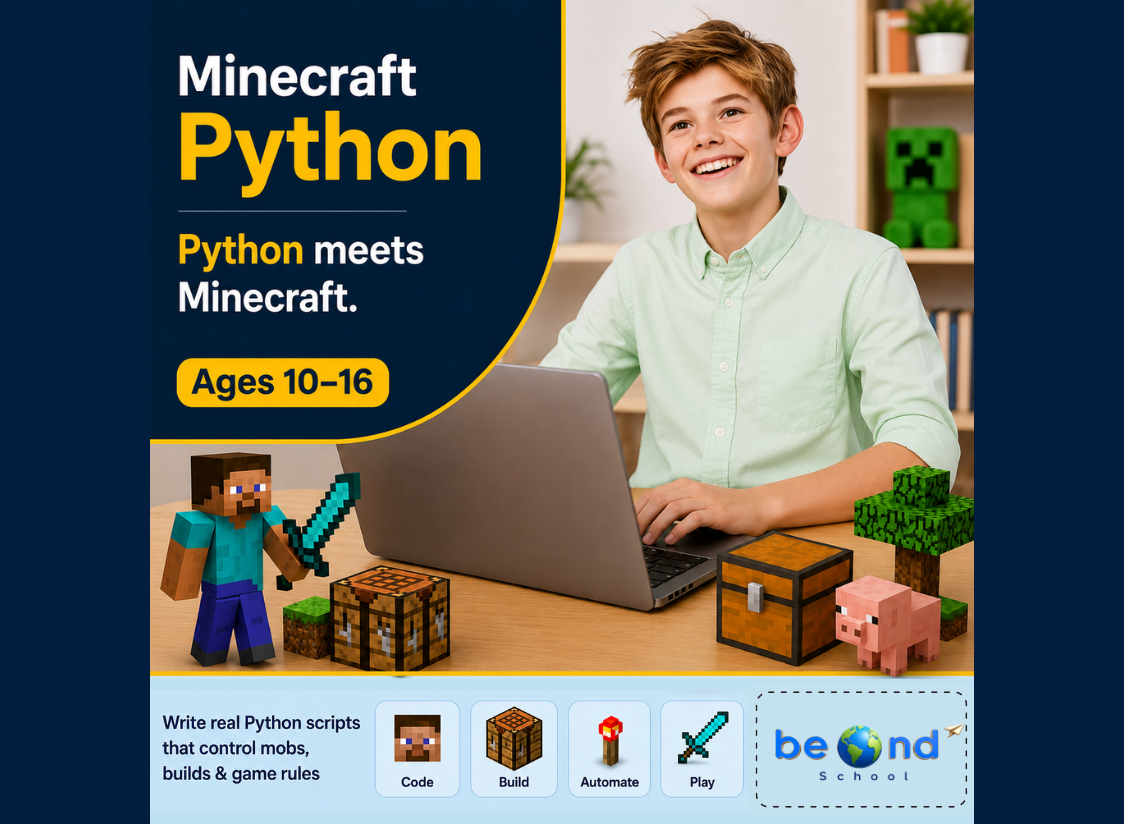 Minecraft
Python
Python meets
Minecraft.
Ages 10–16
Write real Python scripts
that control mobs,
builds & game rules
Code
Build
Automate
Play
be nd
School